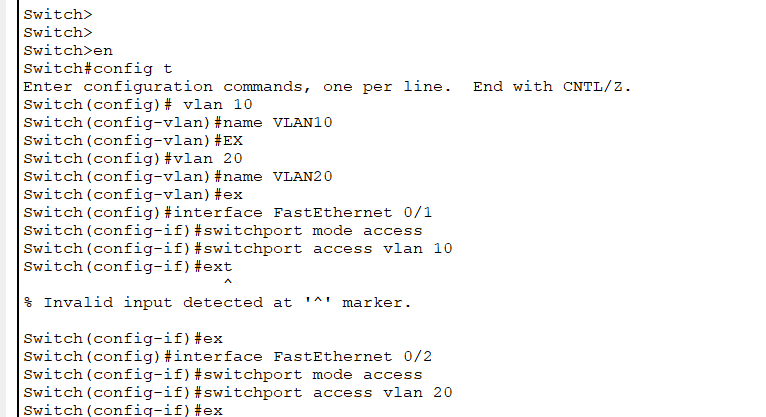 Switch>
Switch>
Switch>en
Switch#config t
Enter configuration commands, one per line.  End with CNTL/Z.
Switch(config)# vlan 10
Switch(config-vlan)#name VLAN10
Switch(config-vlan)#EX
Switch(config)#vlan 20
Switch(config-vlan)#name VLAN20
Switch(config-vlan)#ex
Switch(config)#interface FastEthernet 0/1
Switch(config-if)#switchport mode access
Switch(config-if)#switchport access vlan 10
Switch(config-if)#ext
^
% Invalid input detected at '^' marker.
Switch(config-if)#ex
Switch(config)#interface FastEthernet 0/2
Switch(config-if)#switchport mode access
Switch(config-if)#switchport access vlan 20
Switch(config-if)#ex